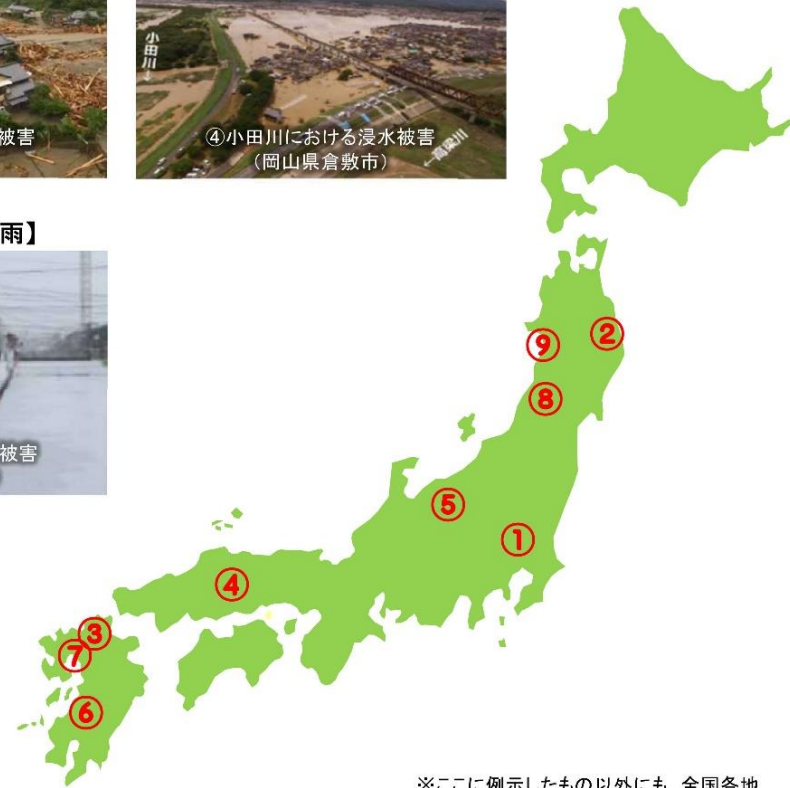 被害
小田川↓
④小田川における浸水被害
(岡山県倉敷市)
←高梁川
雨】
被害
⑨
②
⑧
⑤
①
④
③
⑦
⑥
※ここに例示したもの以外にも、全国各地